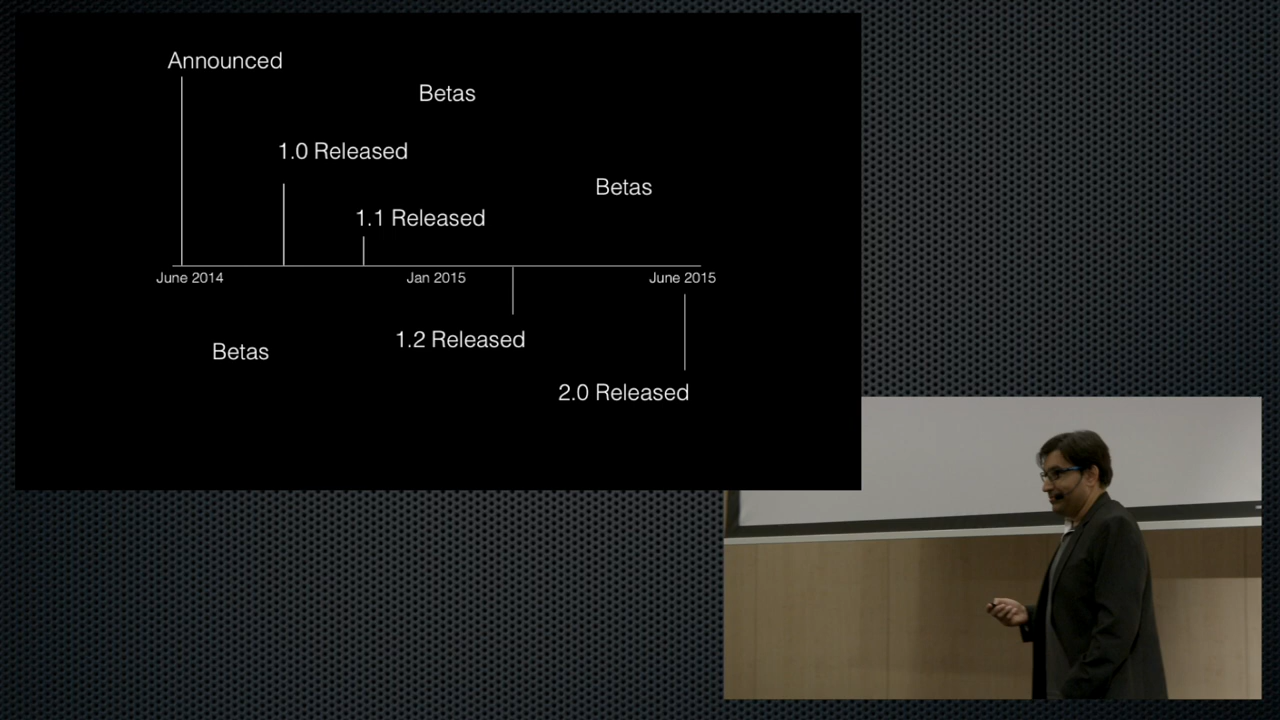 Announced
Betas
1.0 Released
Betas
1.1 Released
June 2014
Jan 2015
June 2015
1.2 Released
Betas
2.0 Released